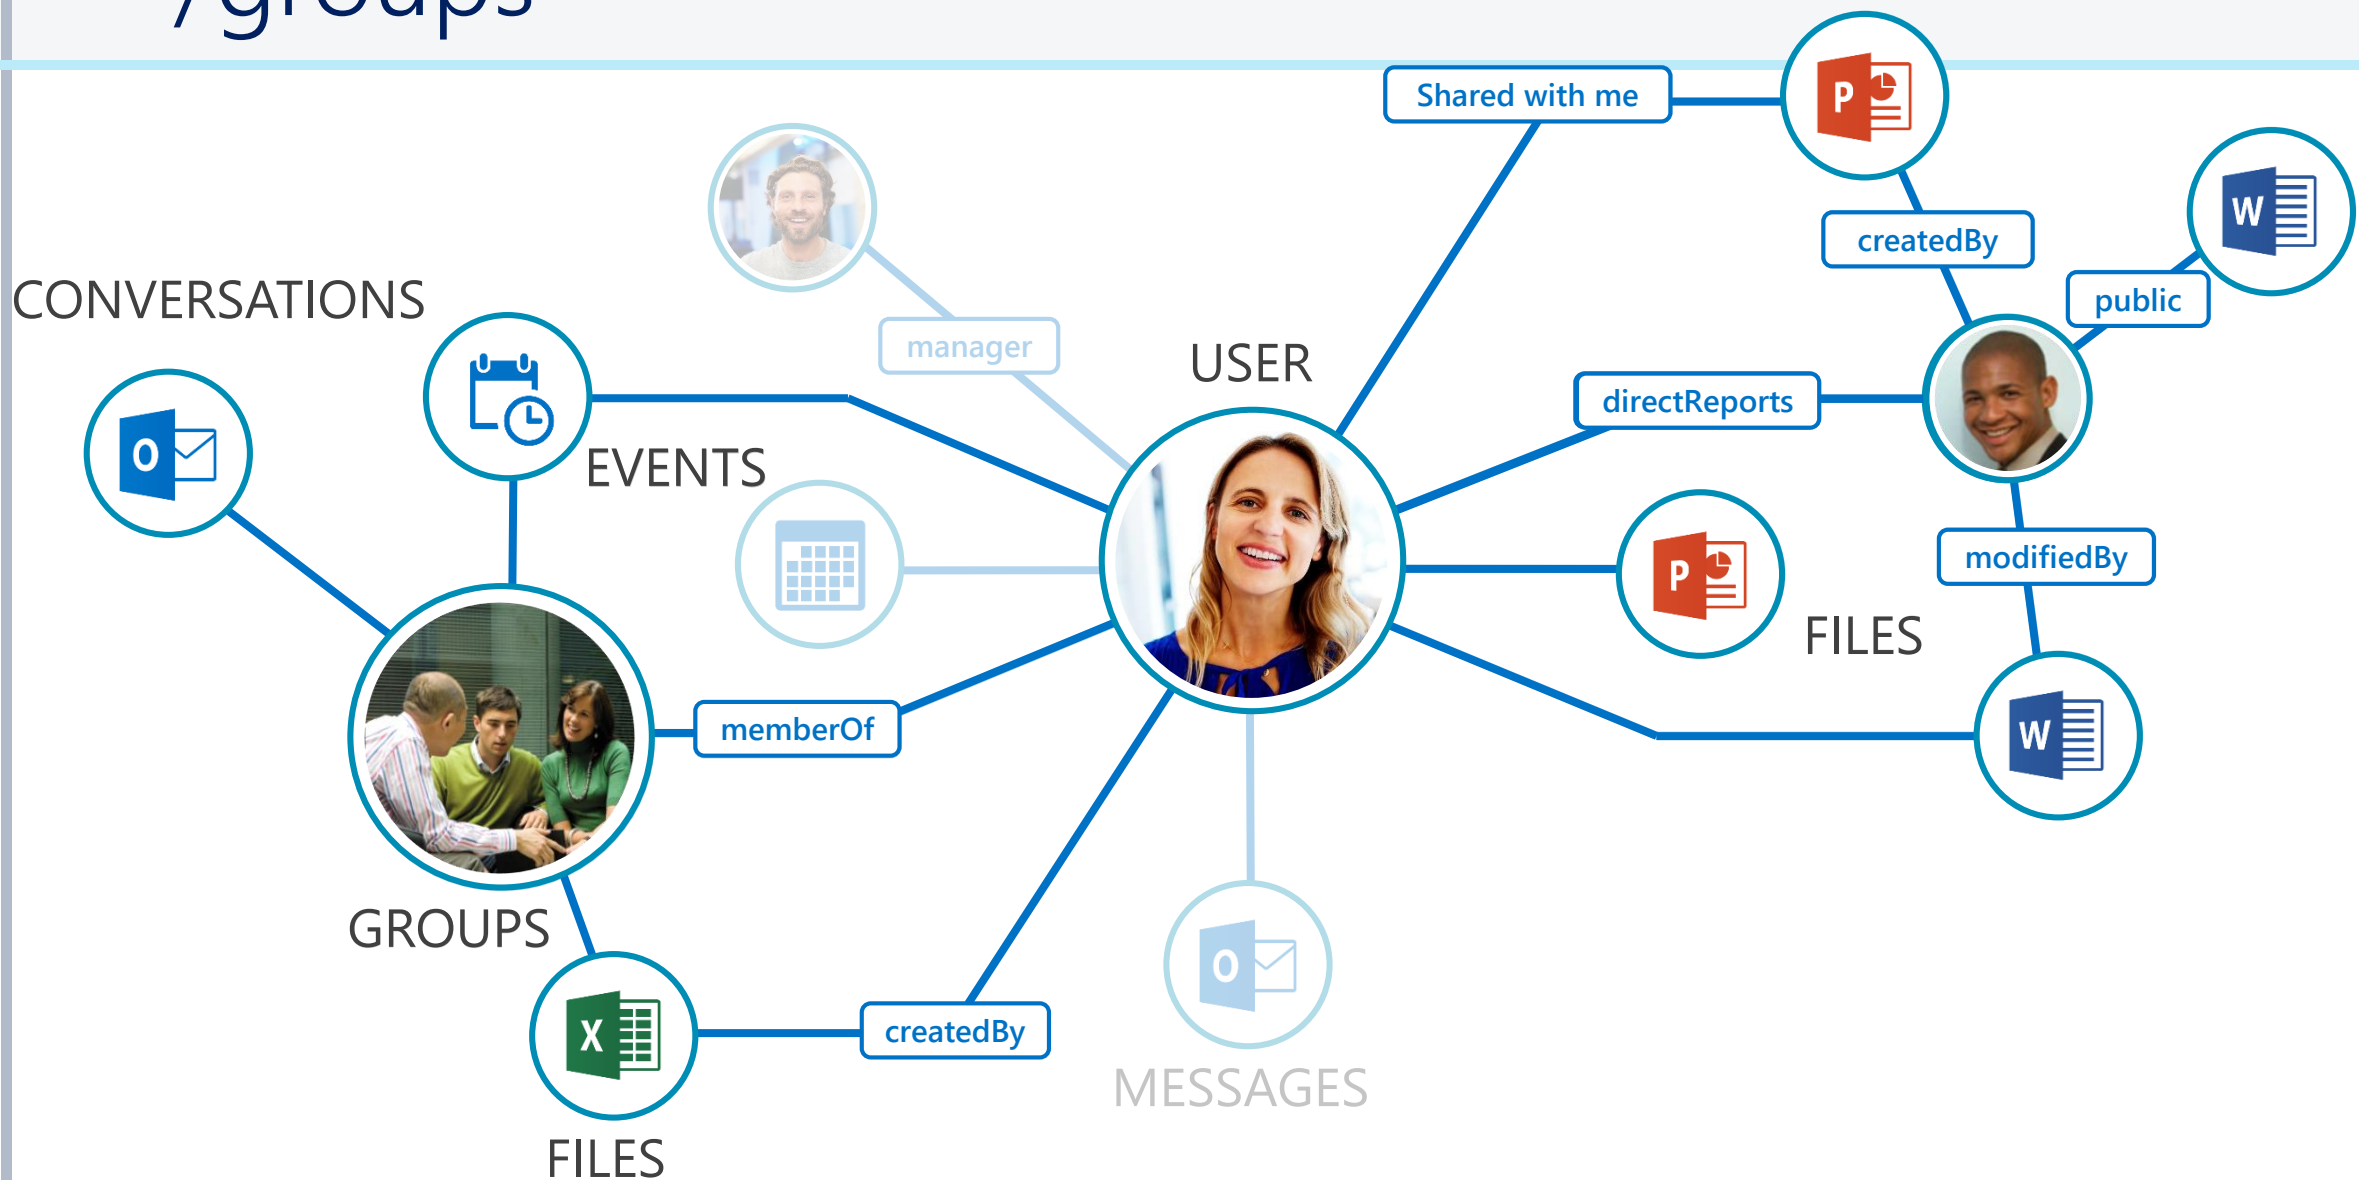 /groups
Shared with me
P
createdBy
W
public
CONVERSATIONS
manager
USER
directReports
O
EVENTS
P
modifiedBy
FILES
memberOf
W
GROUPS
O
X
createdBy
MESSAGES
FILES